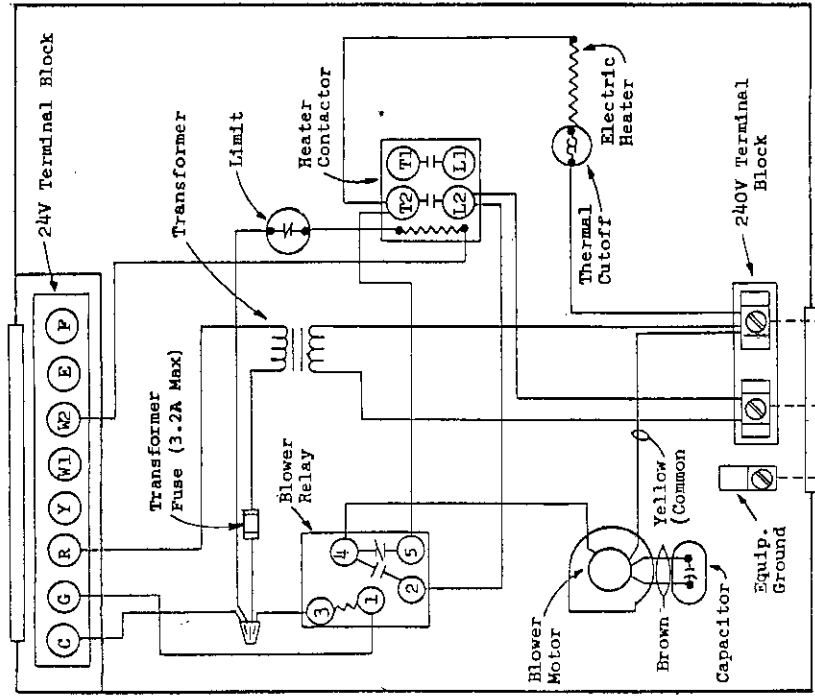 24V Terminal Block
C
G
R
Y
W1
W2
E
F
Transformer
Limit
Heater
Contactor
T2
T1
L2
L1
Transformer
Fuse (3.2A Max)
Blower
Relay
3
1
4
2
5
Electric
Heater
Thermal
Cutoff
240V Terminal
Block
Blower
Motor
Brown
Capacitor
Yellow
(Common
Equip.
Ground